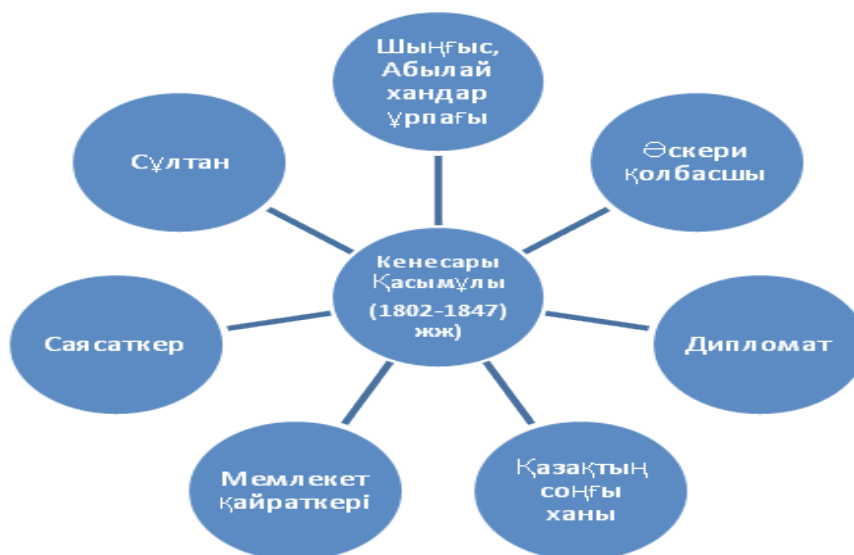 Шыңғыс,
Абылай
хандар
ұрпағы
Әскери
қолбасшы
Дипломат
Қазақтың
соңғы
ханы
Мемлекет
қайраткері
Саясаткер
Сұлтан
Кенесары
Қасымұлы
(1802-1847)
жж)